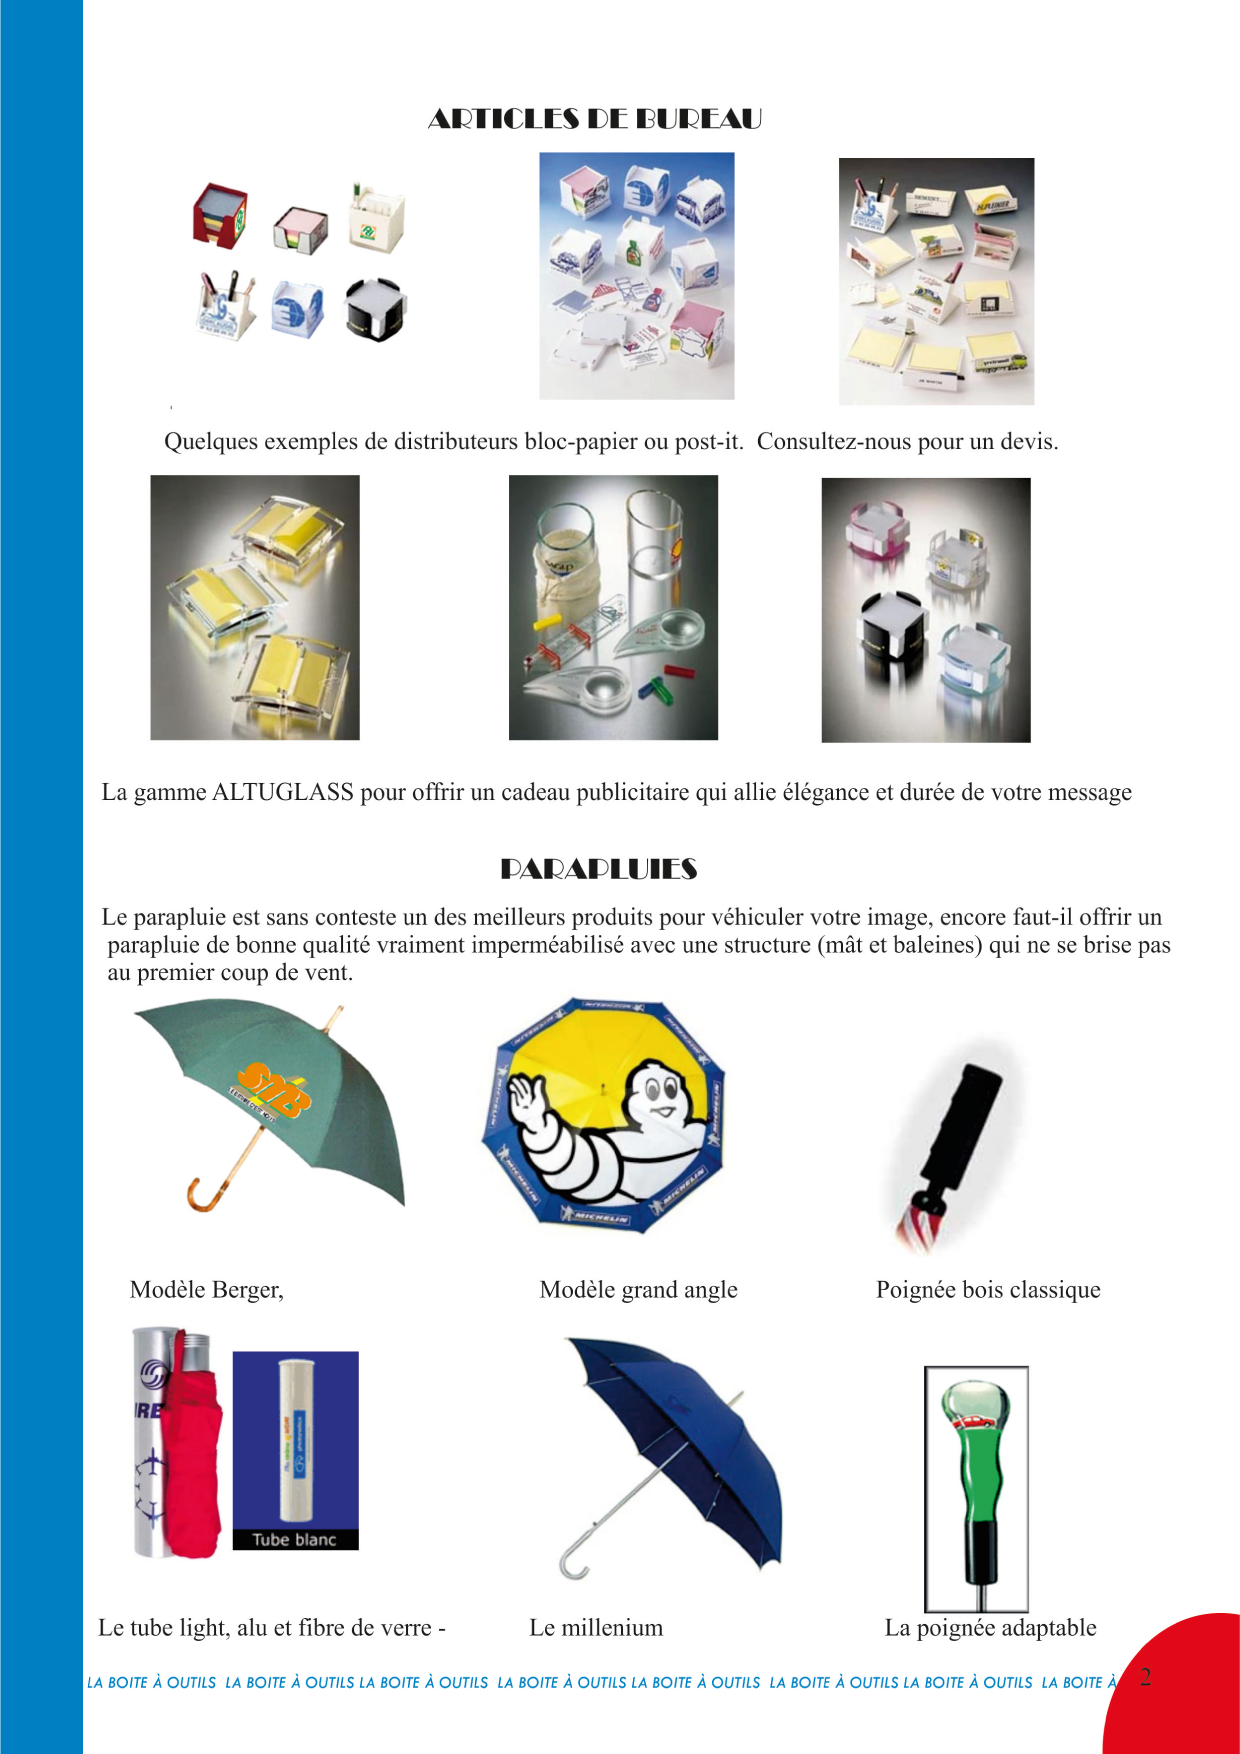 ARTICLES DE BUREAU
Quelques exemples de distributeurs bloc-papier ou post-it.  Consultez-nous pour un devis.
La gamme ALTUGLASS pour offrir un cadeau publicitaire qui allie élégance et durée de votre message
PARAPLUIES
Le parapluie est sans conteste un des meilleurs produits pour véhiculer votre image, encore faut-il offrir un
parapluie de bonne qualité vraiment imperméabilisé avec une structure (mât et baleines) qui ne se brise pas
au premier coup de vent.
SMB
MICHELIN
MICHELIN
MICHELIN
MICHELIN
MICHELIN
Modèle Berger,
Modèle grand angle
Poignée bois classique
IRE
Tube blanc
Le tube light, alu et fibre de verre -
Le millenium
La poignée adaptable
LA BOITE À OUTILS  LA BOITE À OUTILS LA BOITE À OUTILS  LA BOITE À OUTILS LA BOITE À OUTILS  LA BOITE À OUTILS LA BOITE À OUTILS  LA BOITE À
2